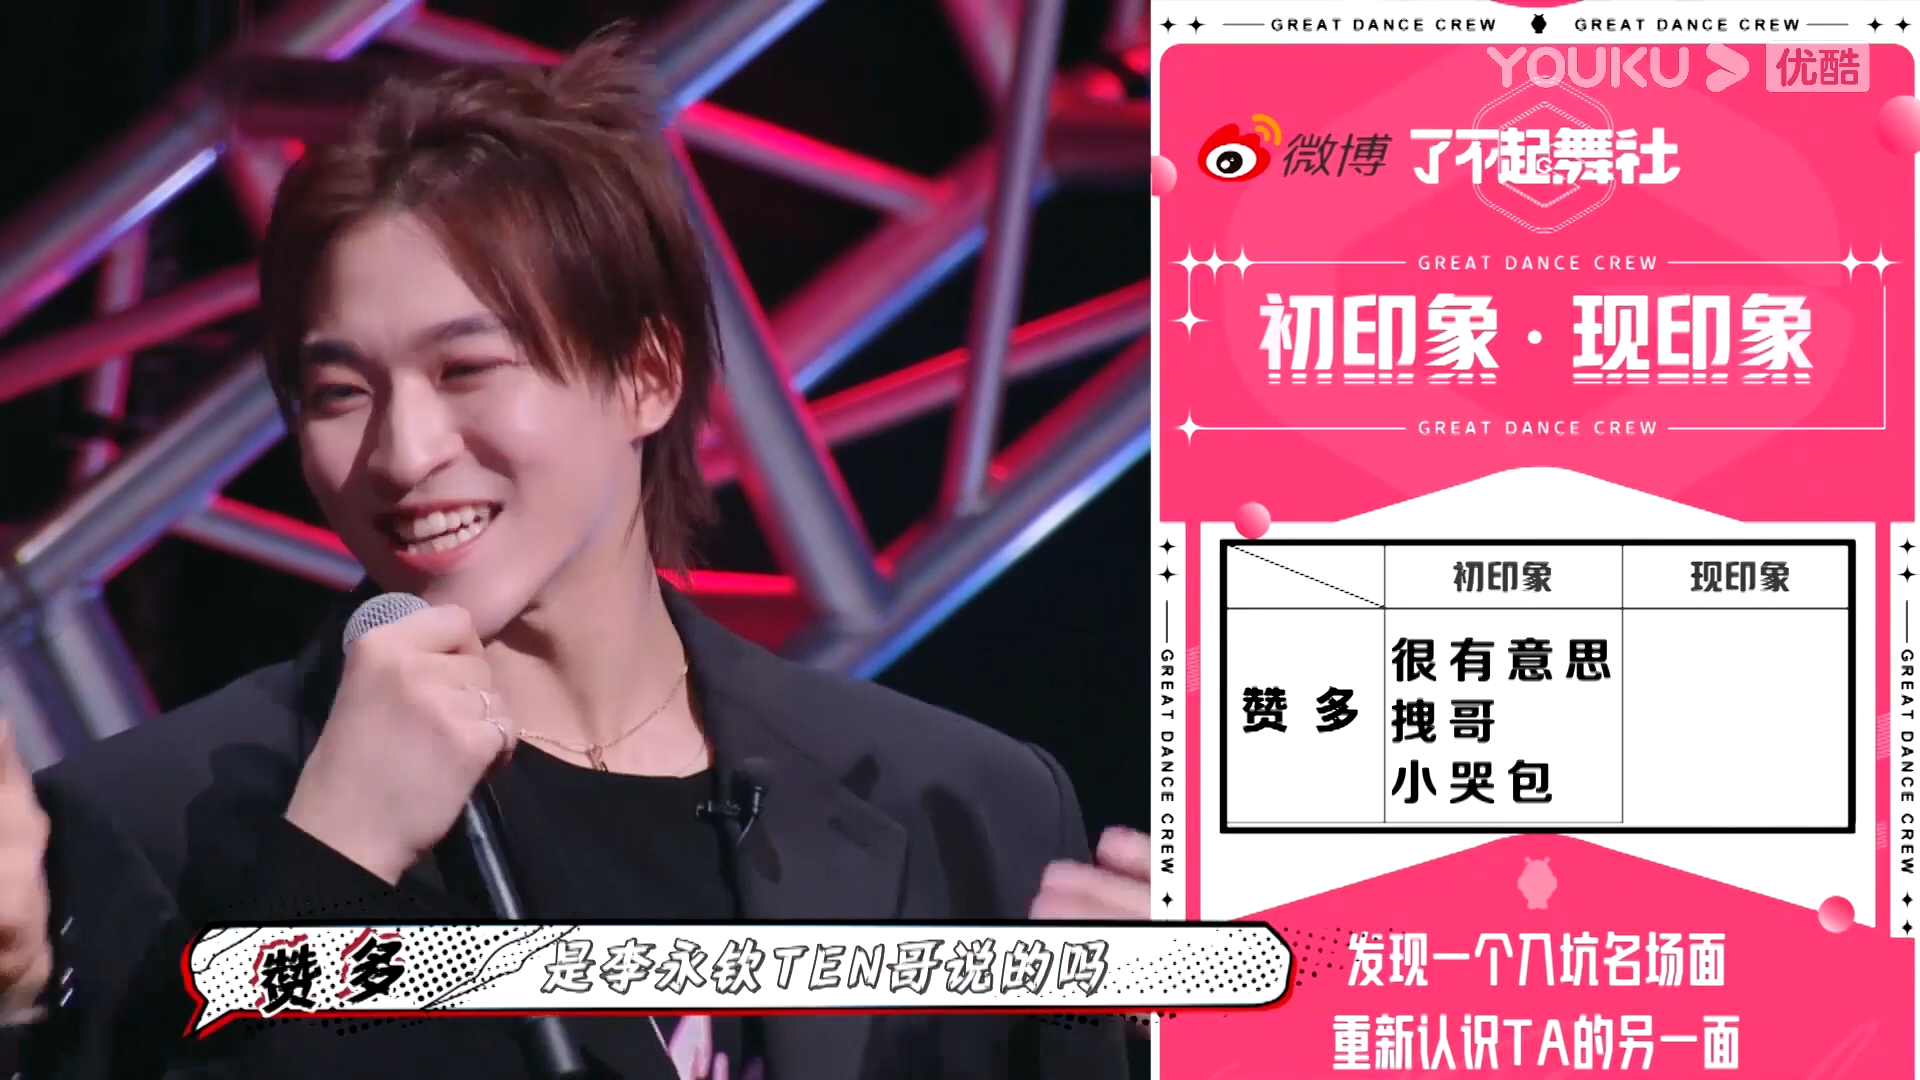 GREAT DANCE CREW GREAT DANCE CREW
YOUKU 优酷
微博 了不起舞社
GREAT DANCE CREW
初印象·现印象
GREAT DANCE CREW
初印象 现印象
赞多
很有意思
拽哥
小哭包
GREAT DANCE CREW
GREAT DANCE CREW
赞多 是李永钦TEN哥说的吗
发现一个入坑名场面
重新认识TA的另一面